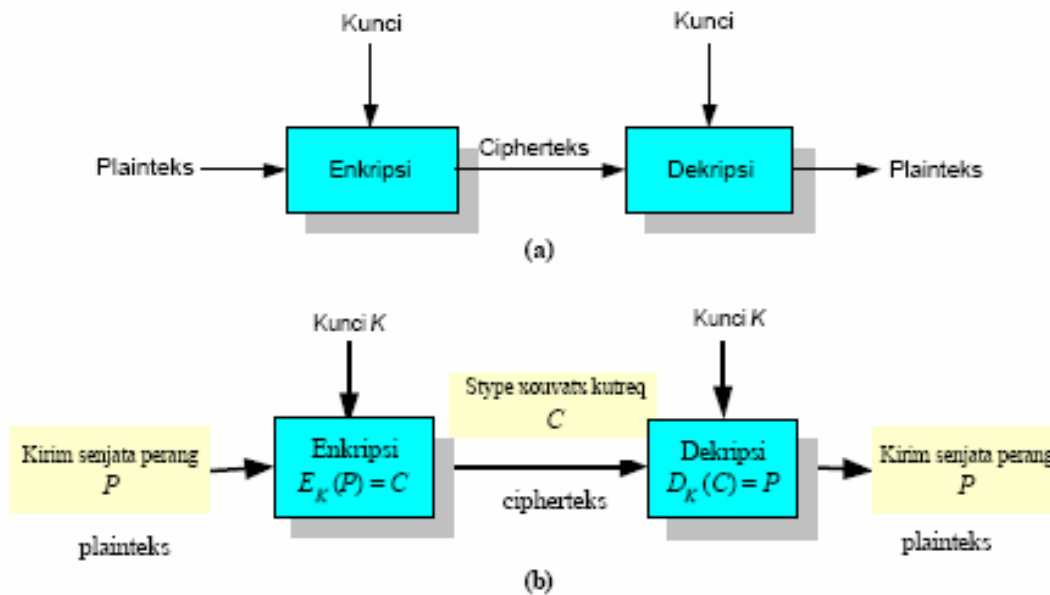 Kunci
Kunci
Plainteks
Enkripsi
Cipherteks
Dekripsi
Plainteks
(a)
Kunci K
Kunci K
Stype xouvatx kutreq
C
Kirim senjata perang
P
Enkripsi
E_K (P) = C
Dekripsi
D_K (C) = P
Kirim senjata perang
P
cipherteks
plainteks
plainteks
(b)